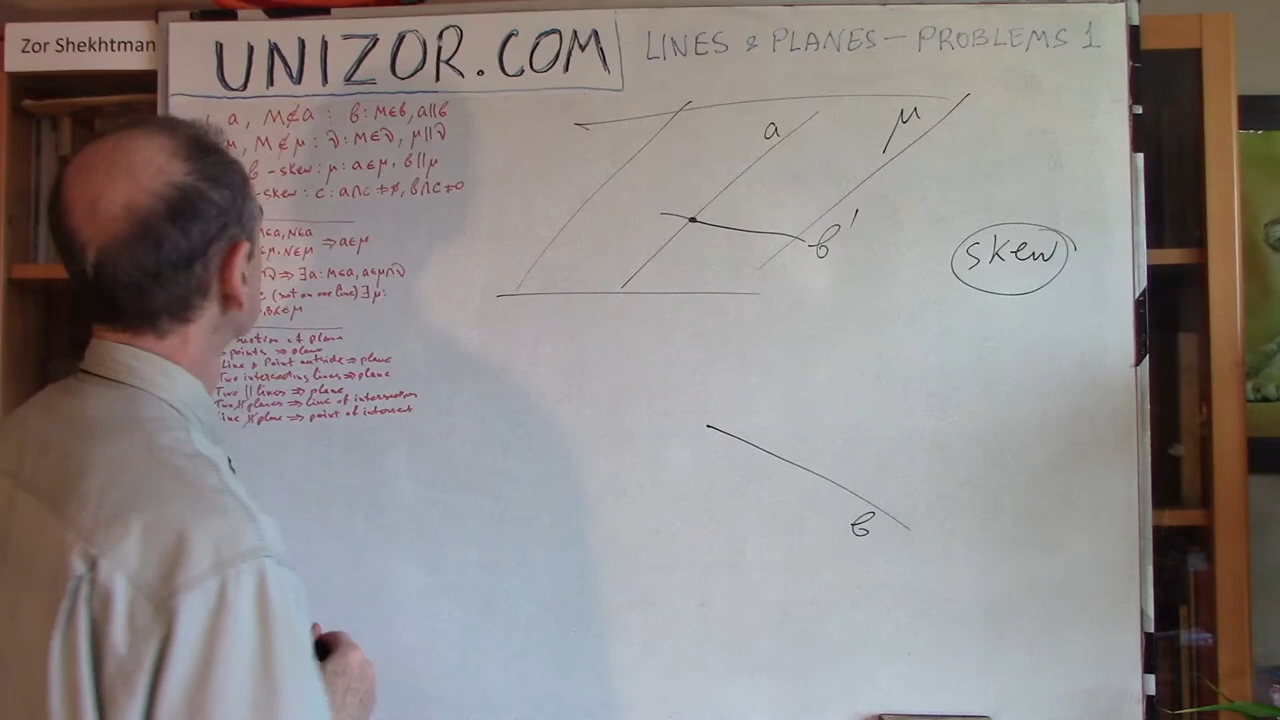 Zor Shekhtman
UNIZOR.COM
LINES & PLANES – PROBLEMS 1
a, M∉a : b: M∈b, a∥b
M∉μ: ν: M∈ν, μ∥ν
b -skew: μ: a∈μ, b∥μ
-skew: c: a∩c≠∅, b∩c≠0
∈a, N∈a
∈μ, N∈μ ⇒ a∈μ
⇒ ∃a: M∈a, a∈μ∩ν
(not on one line) ∃μ:
∈μ
of plane
points ⇒ plane
Line & Point outside ⇒ plane
Two intersecting lines ⇒ plane
Two ∥ lines ⇒ plane
Two ∦ planes ⇒ line of intersection
Line ∦ plane ⇒ point of intersect
a
μ
b'
skew
b